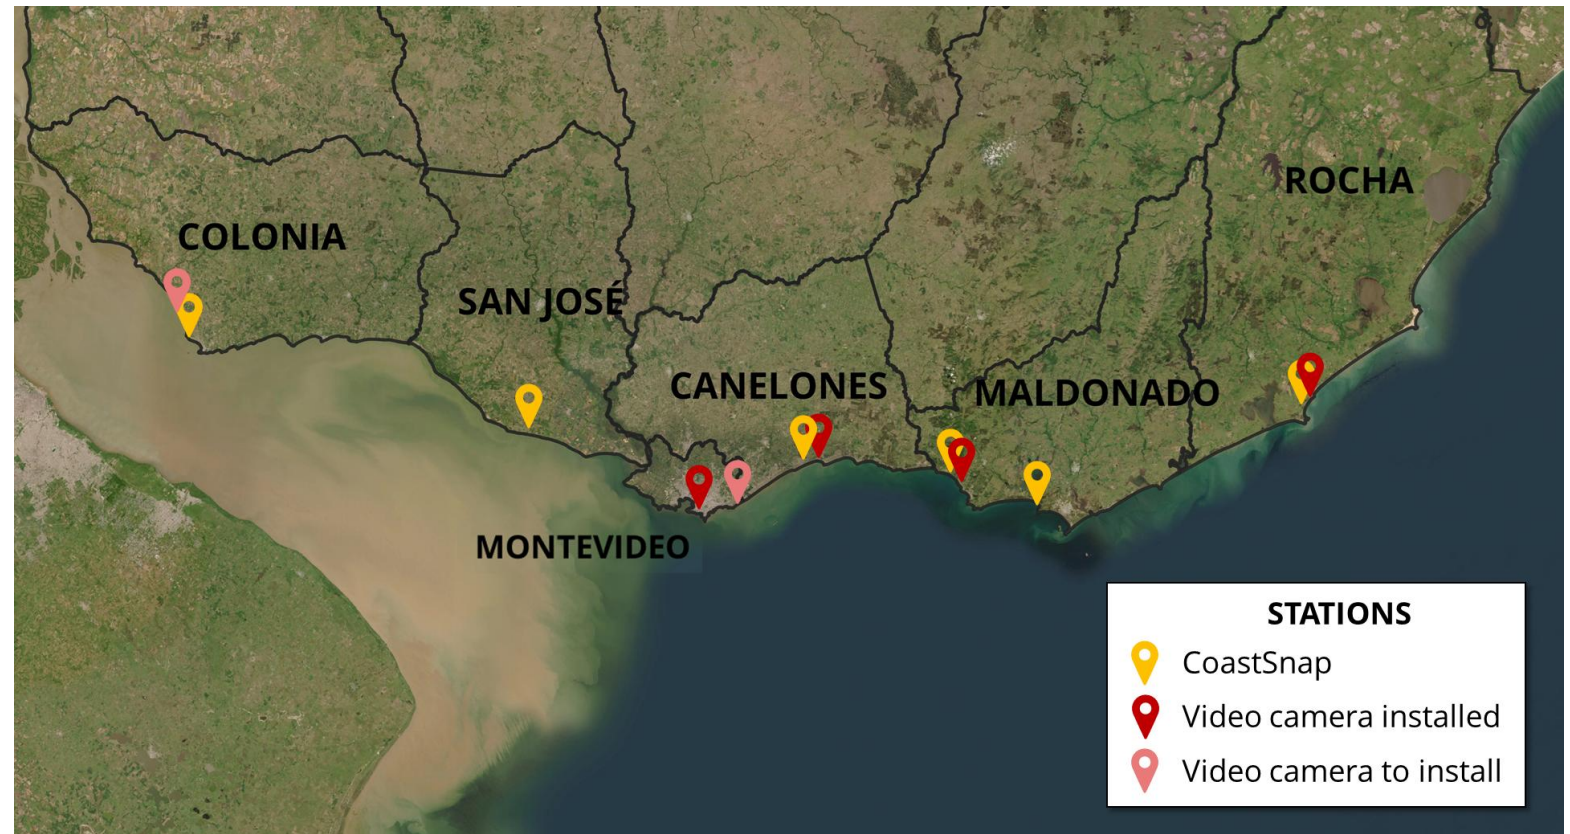 ROCHA
COLONIA
SAN JOSÉ
CANELONES
MALDONADO
MONTEVIDEO
STATIONS
CoastSnap
Video camera installed
Video camera to install